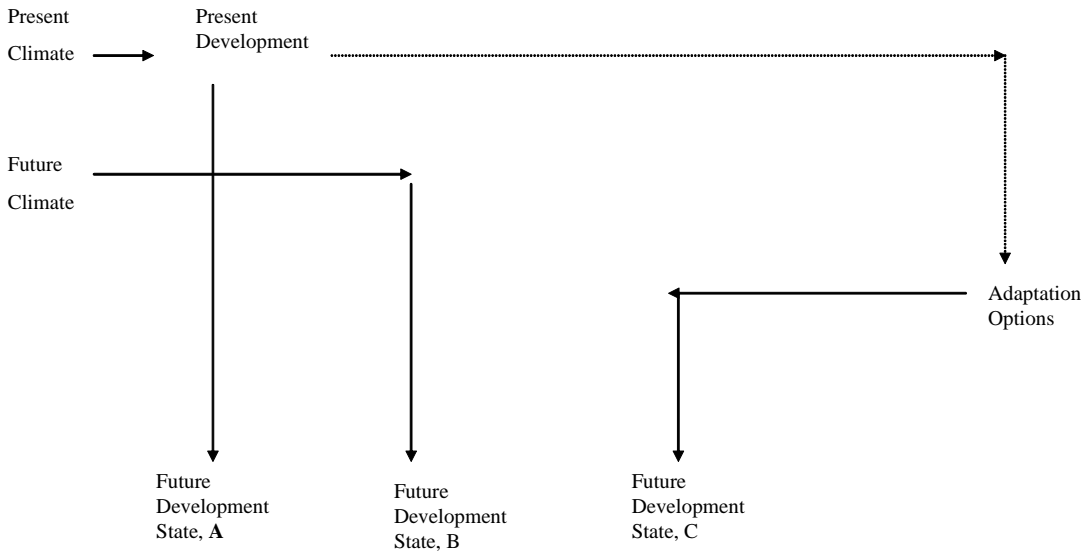 Present
Climate
Present
Development
Future
Climate
Adaptation
Options
Future
Development
State, A
Future
Development
State, B
Future
Development
State, C